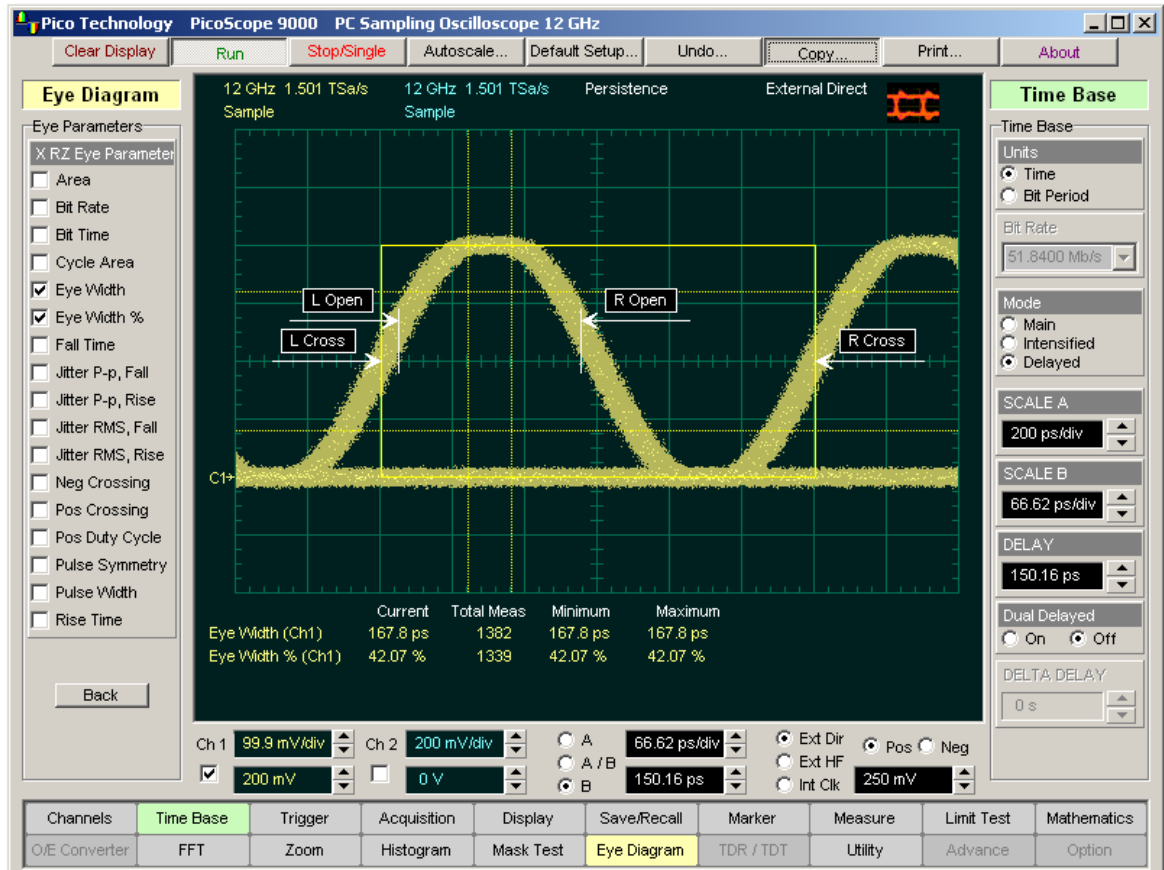 Pico Technology PicoScope 9000 PC Sampling Oscilloscope 12 GHz
Clear Display Run Stop/Single Autoscale... Default Setup... Undo... Copy... Print... About
Eye Diagram
Eye Parameters
X RZ Eye Parameter
Area
Bit Rate
Bit Time
Cycle Area
Eye Width
Eye Width %
Fall Time
Jitter P-p, Fall
Jitter P-p, Rise
Jitter RMS, Fall
Jitter RMS, Rise
Neg Crossing
Pos Crossing
Pos Duty Cycle
Pulse Symmetry
Pulse Width
Rise Time
Back
12 GHz 1.501 TSa/s 12 GHz 1.501 TSa/s Persistence External Direct
Sample Sample
L Open R Open
L Cross R Cross
C1
Current Total Meas Minimum Maximum
Eye Width (Ch1) 167.8 ps 1382 167.8 ps 167.8 ps
Eye Width % (Ch1) 42.07 % 1339 42.07 % 42.07 %
Time Base
Time Base
Units
Time
Bit Period
Bit Rate
51.8400 Mb/s
Mode
Main
Intensified
Delayed
SCALE A
200 ps/div
SCALE B
66.62 ps/div
DELAY
150.16 ps
Dual Delayed
On Off
DELTA DELAY
0 s
Ch 1 99.9 mV/div Ch 2 200 mV/div A 66.62 ps/div Ext Dir Pos Neg
A / B Ext HF
200 mV 0 V B 150.16 ps Int Clk 250 mV
Channels Time Base Trigger Acquisition Display Save/Recall Marker Measure Limit Test Mathematics
O/E Converter FFT Zoom Histogram Mask Test Eye Diagram TDR / TDT Utility Advance Option